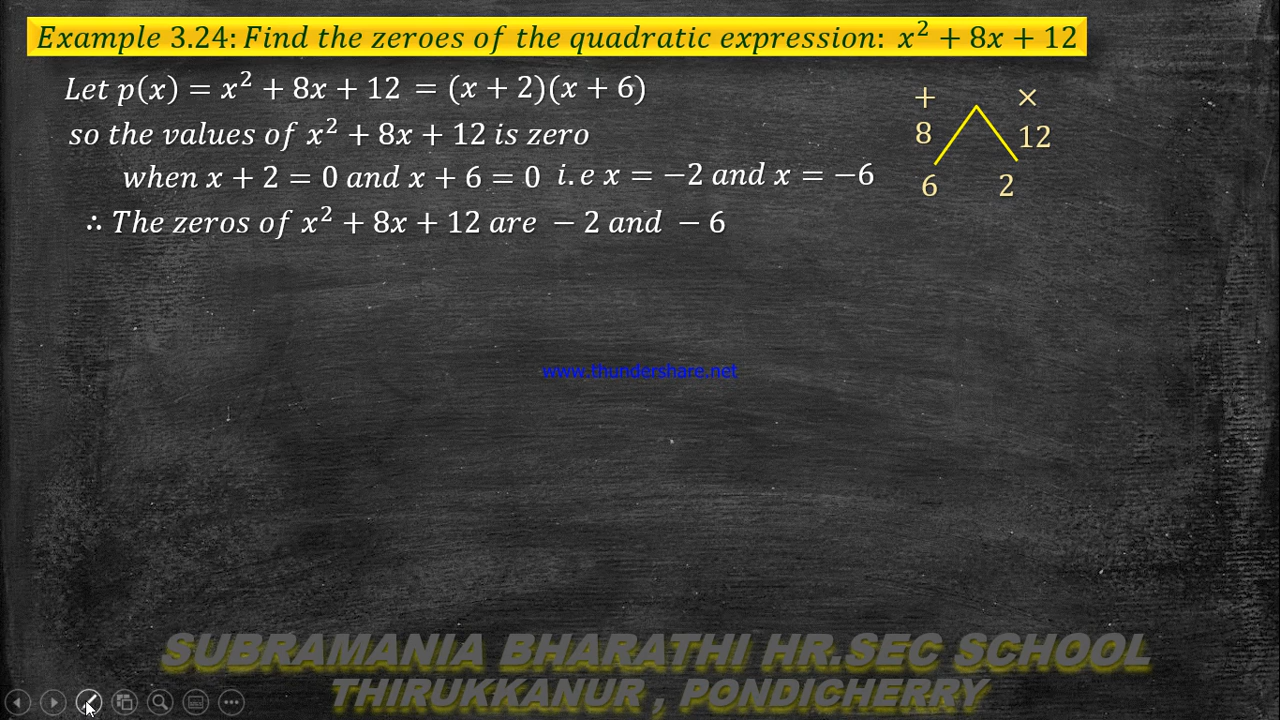 Example 3.24: Find the zeroes of the quadratic expression: x² + 8x + 12
Let p(x) = x² + 8x + 12 = (x + 2)(x + 6)
so the values of x² + 8x + 12 is zero
when x + 2 = 0 and x + 6 = 0 i.e x = −2 and x = −6
∴ The zeros of x² + 8x + 12 are − 2 and − 6
+ ×
8 12
6 2
www.thundershare.net
SUBRAMANIA BHARATHI HR.SEC SCHOOL
THIRUKKANUR , PONDICHERRY